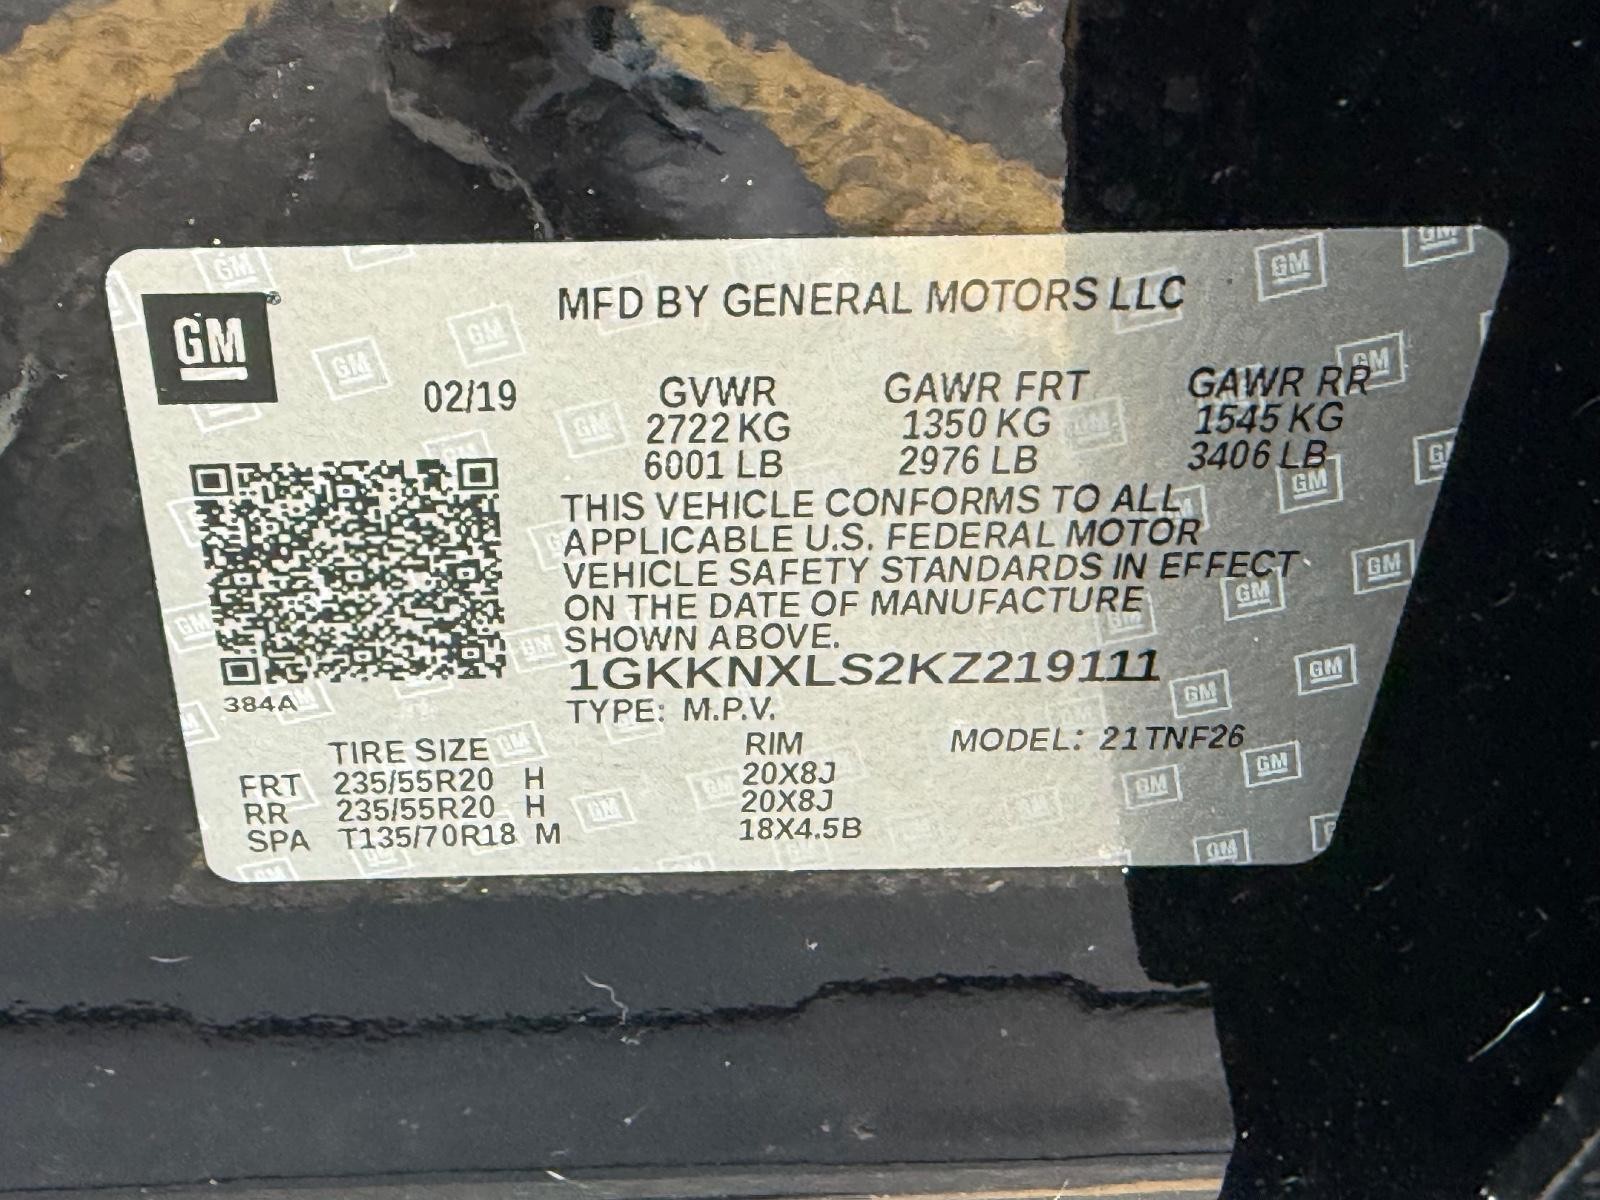 GM
MFD BY GENERAL MOTORS LLC
02/19 GVWR GAWR FRT GAWR RR
2722 KG 1350 KG 1545 KG
6001 LB 2976 LB 3406 LB
THIS VEHICLE CONFORMS TO ALL
APPLICABLE U.S. FEDERAL MOTOR
VEHICLE SAFETY STANDARDS IN EFFECT
ON THE DATE OF MANUFACTURE
SHOWN ABOVE.
1GKKNXLS2KZ219111
384A
TYPE: M.P.V.
TIRE SIZE RIM MODEL: 21TNF26
FRT 235/55R20 H 20X8J
RR 235/55R20 H 20X8J
SPA T135/70R18 M 18X4.5B